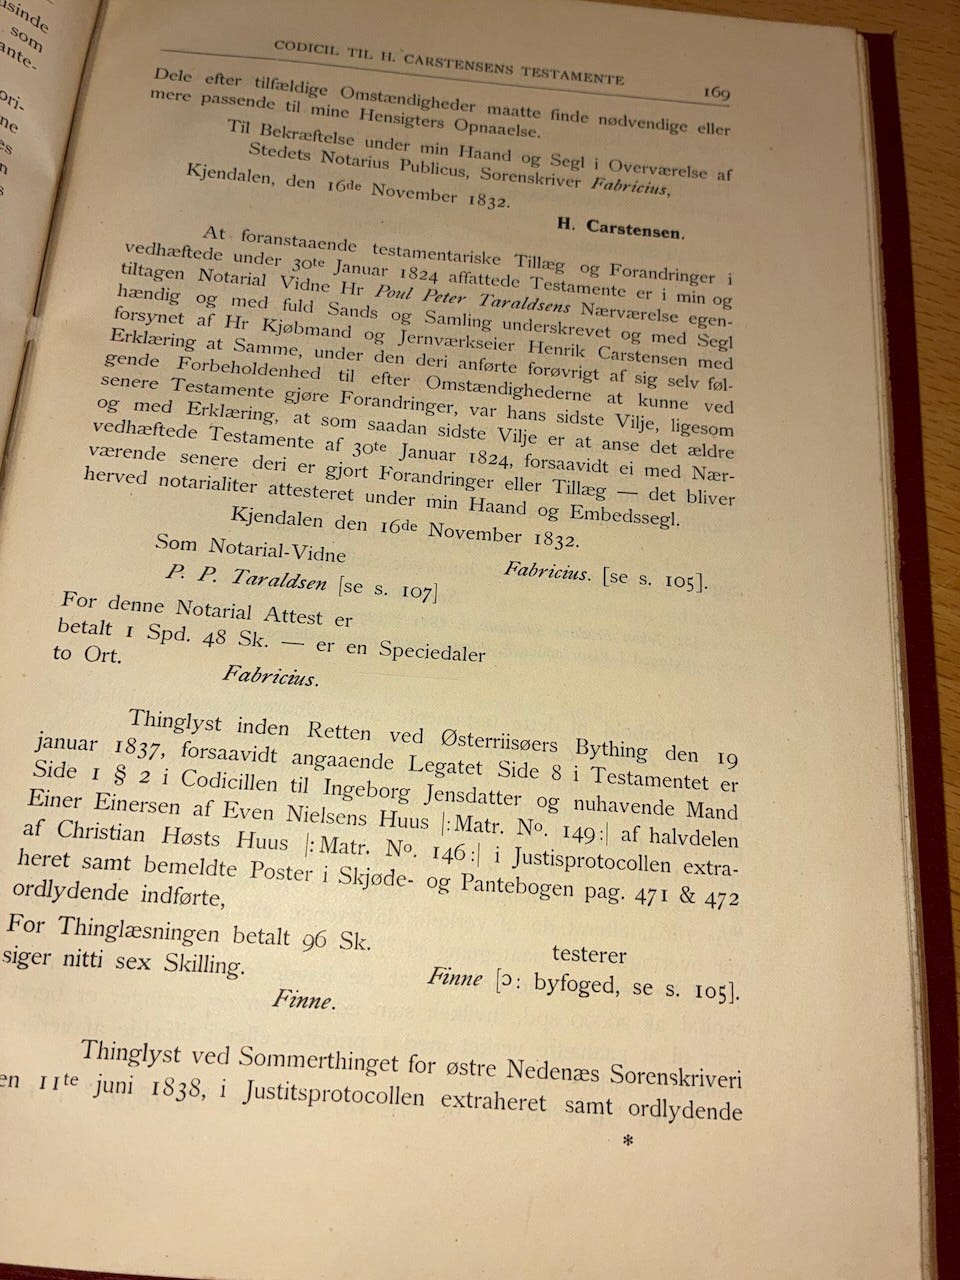 usinde
som
ante-
ori-
ne
es
n
s
CODICIL TIL H. CARSTENSENS TESTAMENTE 169
Dele efter tilfældige Omstændigheder maatte finde nødvendige eller
mere passende til mine Hensigters Opnaaelse.
Til Bekræftelse under min Haand og Segl i Overværelse af
Stedets Notarius Publicus, Sorenskriver Fabricius,
Kjendalen, den 16de November 1832.
H. Carstensen.
At foranstaaende testamentariske Tillæg og Forandringer i
vedhæftede under 30te Januar 1824 affattede Testamente er i min og
tiltagen Notarial Vidne Hr Poul Peter Taraldsens Nærværelse egen-
hændig og med fuld Sands og Samling underskrevet og med Segl
forsynet af Hr Kjøbmand og Jernværkseier Henrik Carstensen med
Erklæring at Samme, under den deri anførte forøvrigt af sig selv føl-
gende Forbeholdenhed til efter Omstændighederne at kunne ved
senere Testamente gjøre Forandringer, var hans sidste Vilje, ligesom
og med Erklæring, at som saadan sidste Vilje er at anse det ældre
vedhæftede Testamente af 30te Januar 1824, forsaavidt ei med Nær-
værende senere deri er gjort Forandringer eller Tillæg — det bliver
herved notarialiter attesteret under min Haand og Embedssegl.
Kjendalen den 16de November 1832.
Som Notarial-Vidne Fabricius. [se s. 105].
P. P. Taraldsen [se s. 107]
For denne Notarial Attest er
betalt 1 Spd. 48 Sk. — er en Speciedaler
to Ort.
Fabricius.
Thinglyst inden Retten ved Østerriisøers Bything den 19
januar 1837, forsaavidt angaaende Legatet Side 8 i Testamentet er
Side 1 § 2 i Codicillen til Ingeborg Jensdatter og nuhavende Mand
Einer Einersen af Even Nielsens Huus |: Matr. No. 149:| af halvdelen
af Christian Høsts Huus |: Matr. No. 146:| i Justisprotocollen extra-
heret samt bemeldte Poster i Skjøde- og Pantebogen pag. 471 & 472
ordlydende indførte,
For Thinglæsningen betalt 96 Sk. testerer
siger nitti sex Skilling. Finne [ɔ: byfoged, se s. 105].
Finne.
Thinglyst ved Sommerthinget for østre Nedenæs Sorenskriveri
en 11te juni 1838, i Justitsprotocollen extraheret samt ordlydende
*